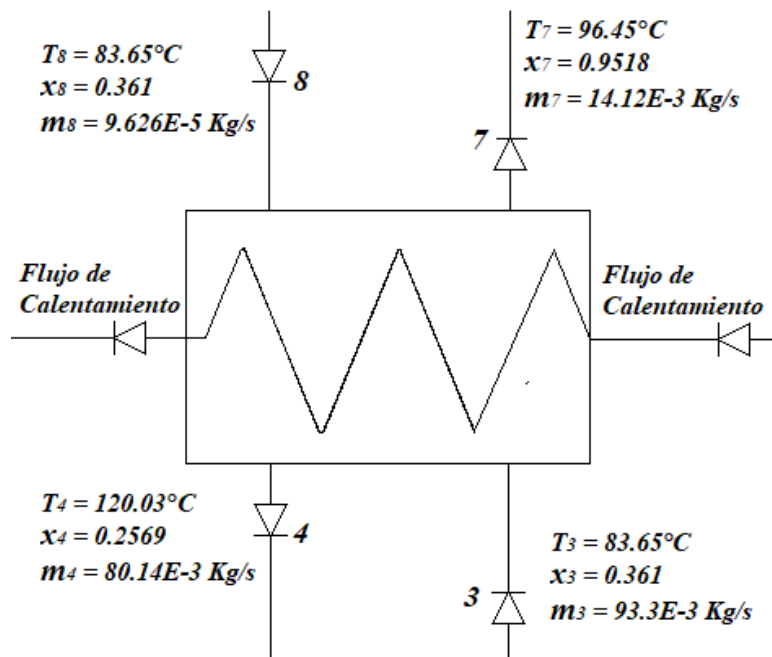 T8 = 83.65°C
x8 = 0.361
m8 = 9.626E-5 Kg/s
8
T7 = 96.45°C
x7 = 0.9518
m7 = 14.12E-3 Kg/s
7
Flujo de
Calentamiento
Flujo de
Calentamiento
T4 = 120.03°C
x4 = 0.2569
m4 = 80.14E-3 Kg/s
4
T3 = 83.65°C
x3 = 0.361
m3 = 93.3E-3 Kg/s
3